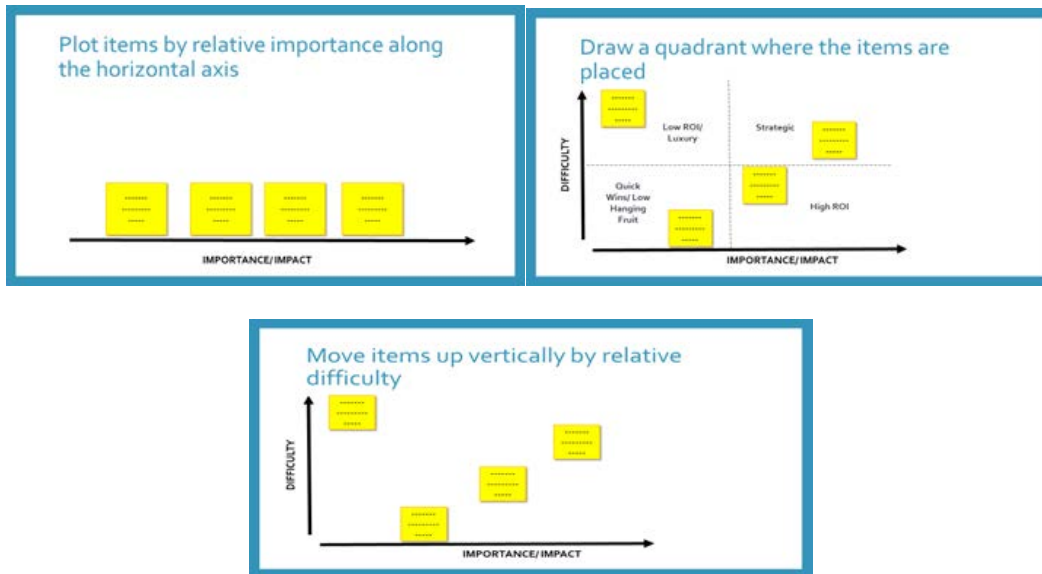 Plot items by relative importance along
the horizontal axis
IMPORTANCE/IMPACT
Draw a quadrant where the items are
placed
DIFFICULTY
Low ROI/
Luxury
Strategic
Quick
Wins/ Low
Hanging
Fruit
High ROI
IMPORTANCE/IMPACT
Move items up vertically by relative
difficulty
DIFFICULTY
IMPORTANCE/IMPACT